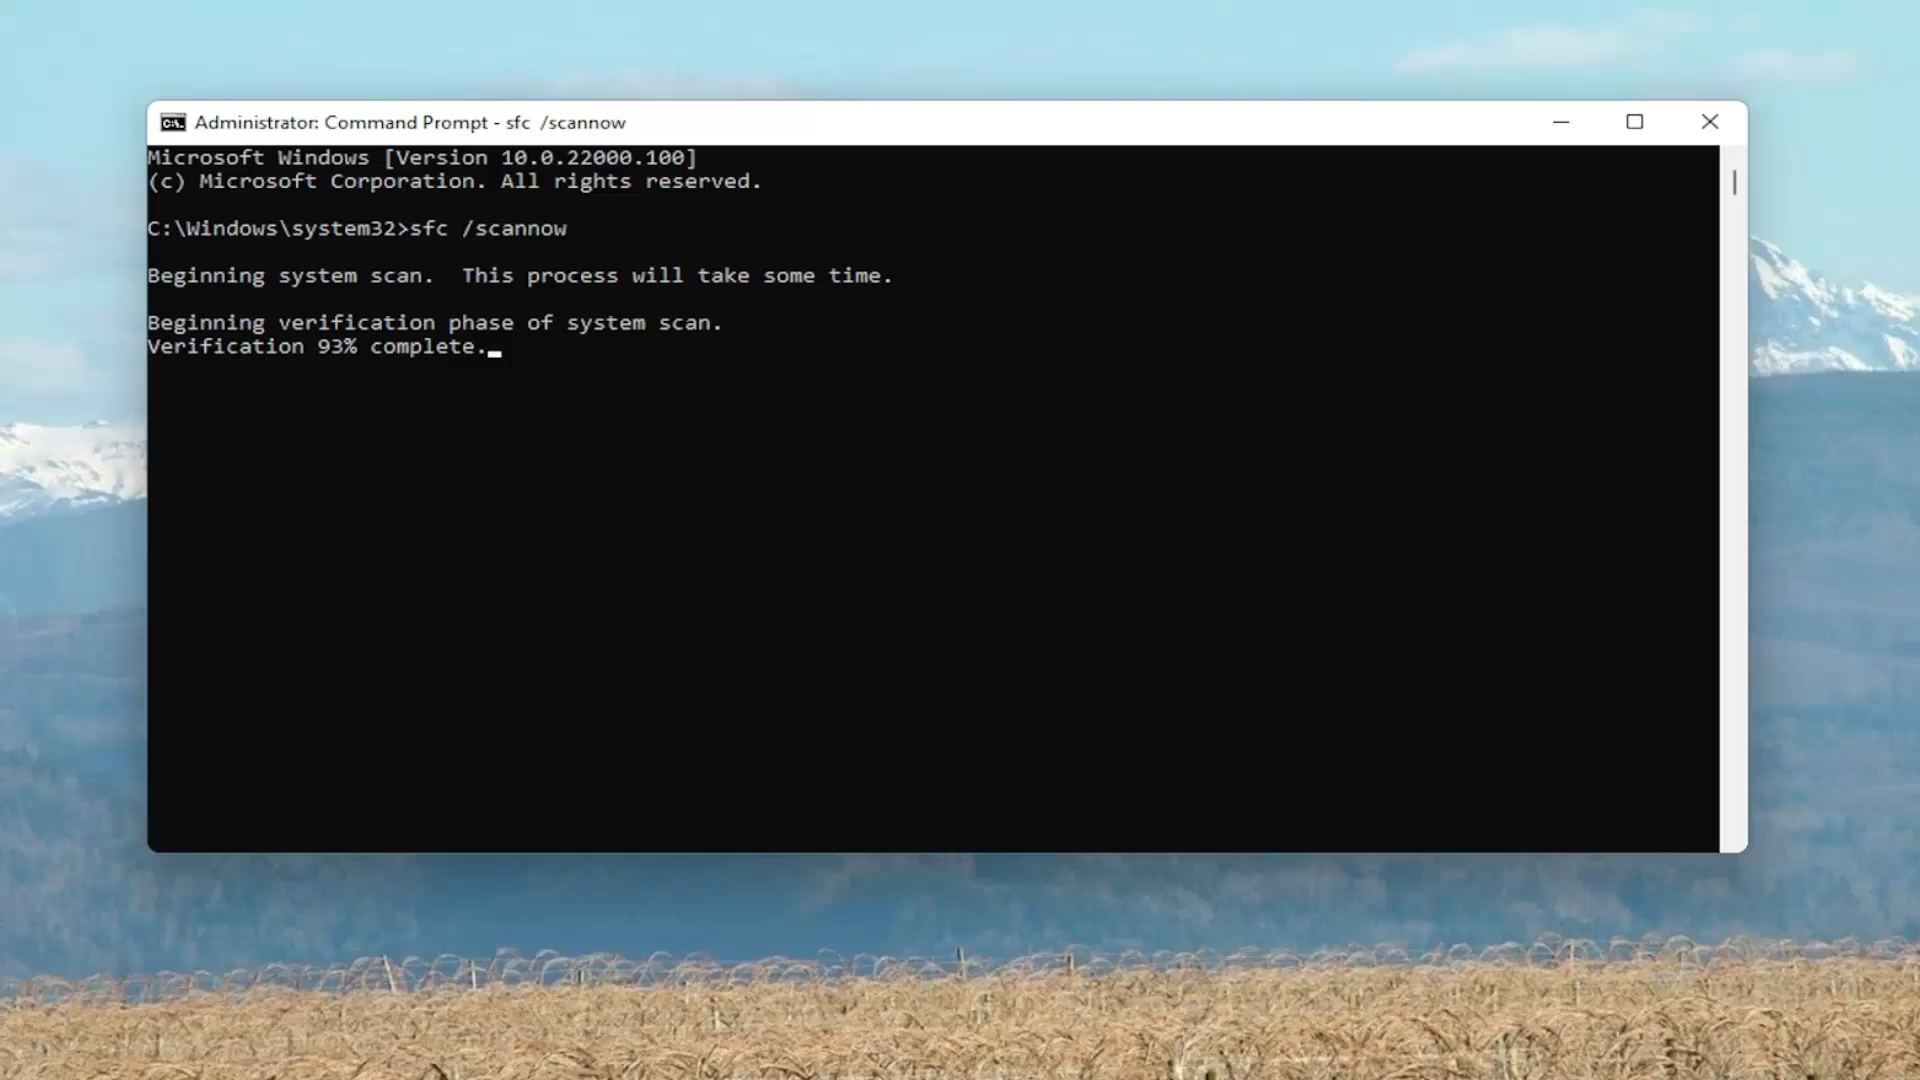 Administrator: Command Prompt - sfc  /scannow
Microsoft Windows [Version 10.0.22000.100]
(c) Microsoft Corporation. All rights reserved.
C:\Windows\system32>sfc /scannow
Beginning system scan.  This process will take some time.
Beginning verification phase of system scan.
Verification 93% complete.